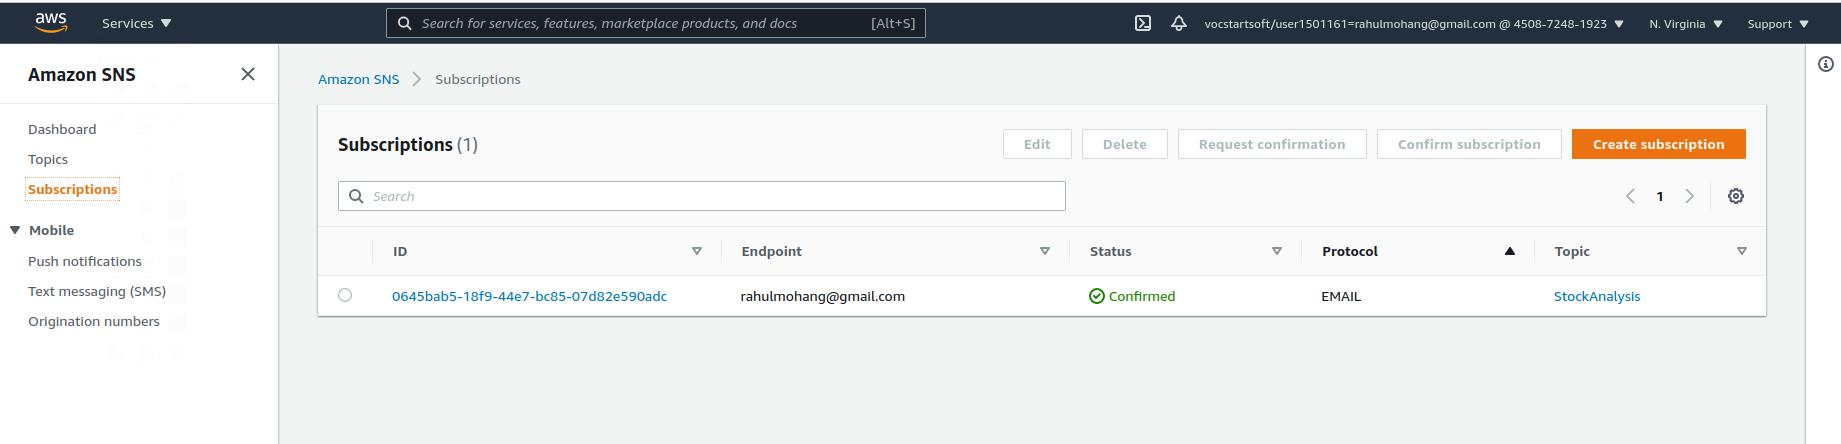 aws Services Search for services, features, marketplace products, and docs [Alt+S] vocstartsoft/user1501161=rahulmohang@gmail.com @ 4508-7248-1923 N. Virginia Support
Amazon SNS
Dashboard
Topics
Subscriptions
Mobile
Push notifications
Text messaging (SMS)
Origination numbers
Amazon SNS Subscriptions
Subscriptions (1) Edit Delete Request confirmation Confirm subscription Create subscription
Search 1
ID Endpoint Status Protocol Topic
0645bab5-18f9-44e7-bc85-07d82e590adc rahulmohang@gmail.com Confirmed EMAIL StockAnalysis